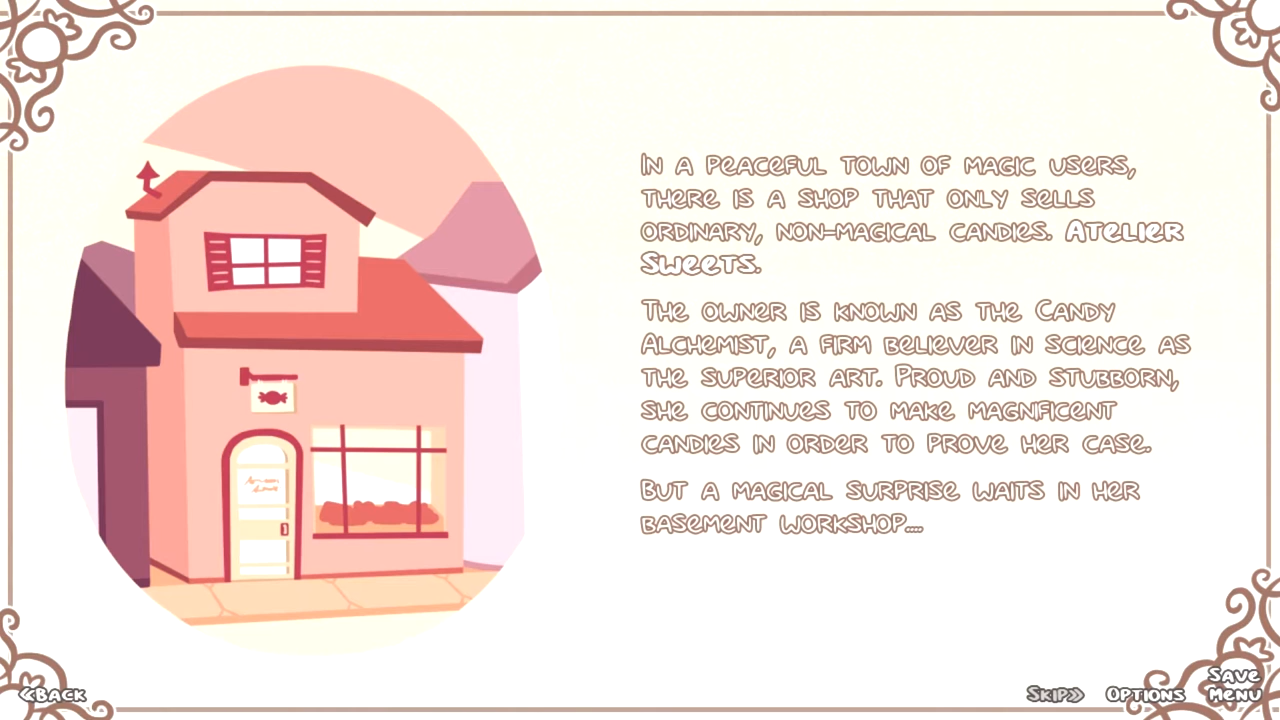 In a peaceful town of magic users,
there is a shop that only sells
ordinary, non-magical candies. Atelier
Sweets.
The owner is known as the Candy
Alchemist, a firm believer in science as
the superior art. Proud and stubborn,
she continues to make magnificent
candies in order to prove her case.
But a magical surprise waits in her
basement workshop....
«Back
Skip»
Options
Save
Menu